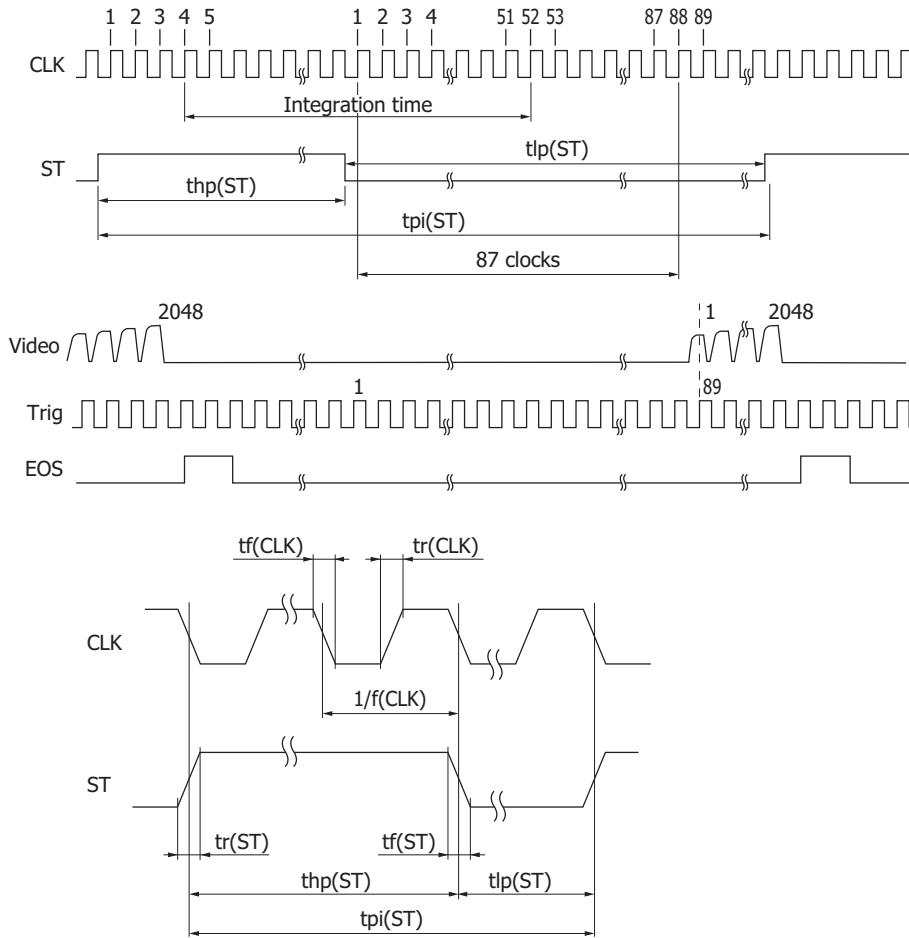 1 2 3 4 5 1 2 3 4 51 52 53 87 88 89
CLK
Integration time
ST
tlp(ST)
thp(ST)
tpi(ST)
87 clocks
2048 1 2048
Video
1 89
Trig
EOS
tf(CLK) tr(CLK)
CLK
1/f(CLK)
ST
tr(ST) tf(ST)
thp(ST) tlp(ST)
tpi(ST)